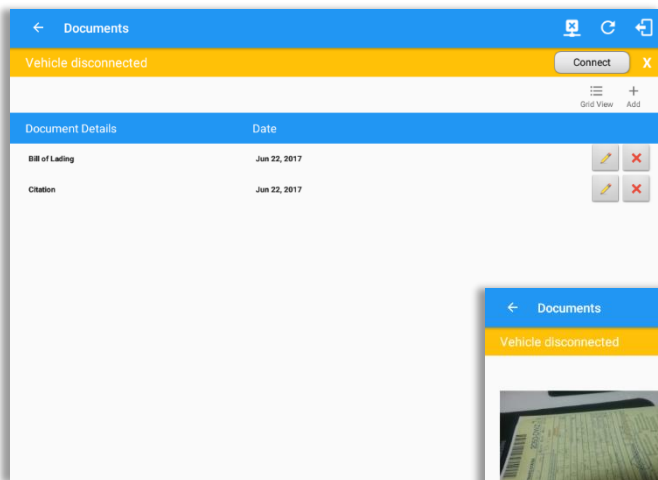 Documents
Vehicle disconnected
Connect X
Grid View Add
Document Details Date
Bill of Lading Jun 22, 2017
Citation Jun 22, 2017
Documents
Vehicle disconnected